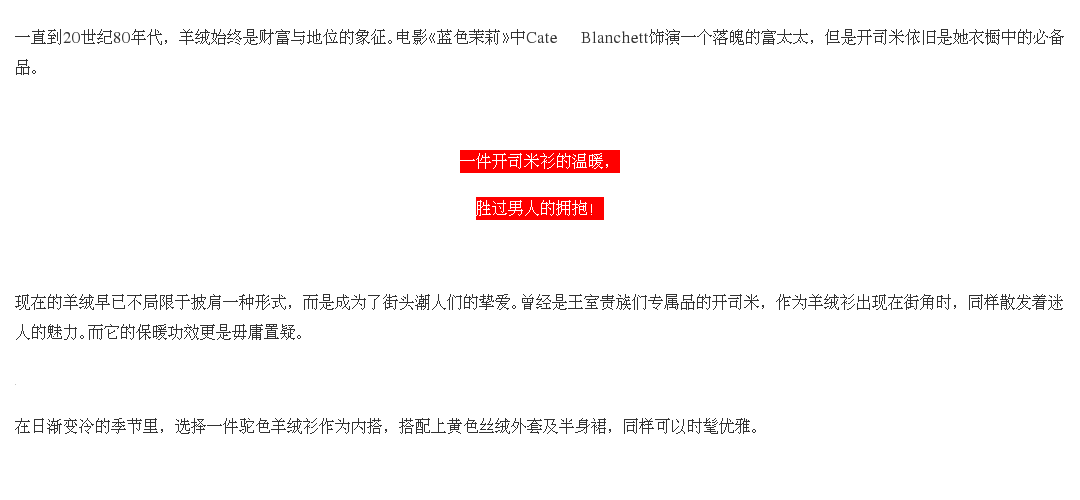 一直到20世纪80年代，羊绒始终是财富与地位的象征。电影《蓝色茉莉》中Cate Blanchett饰演一个落魄的富太太，但是开司米依旧是她衣橱中的必备
品。
一件开司米衫的温暖，
胜过男人的拥抱！
现在的羊绒早已不局限于披肩一种形式，而是成为了街头潮人们的挚爱。曾经是王室贵族们专属品的开司米，作为羊绒衫出现在街角时，同样散发着迷
人的魅力。而它的保暖功效更是毋庸置疑。
在日渐变冷的季节里，选择一件驼色羊绒衫作为内搭，搭配上黄色丝绒外套及半身裙，同样可以时髦优雅。